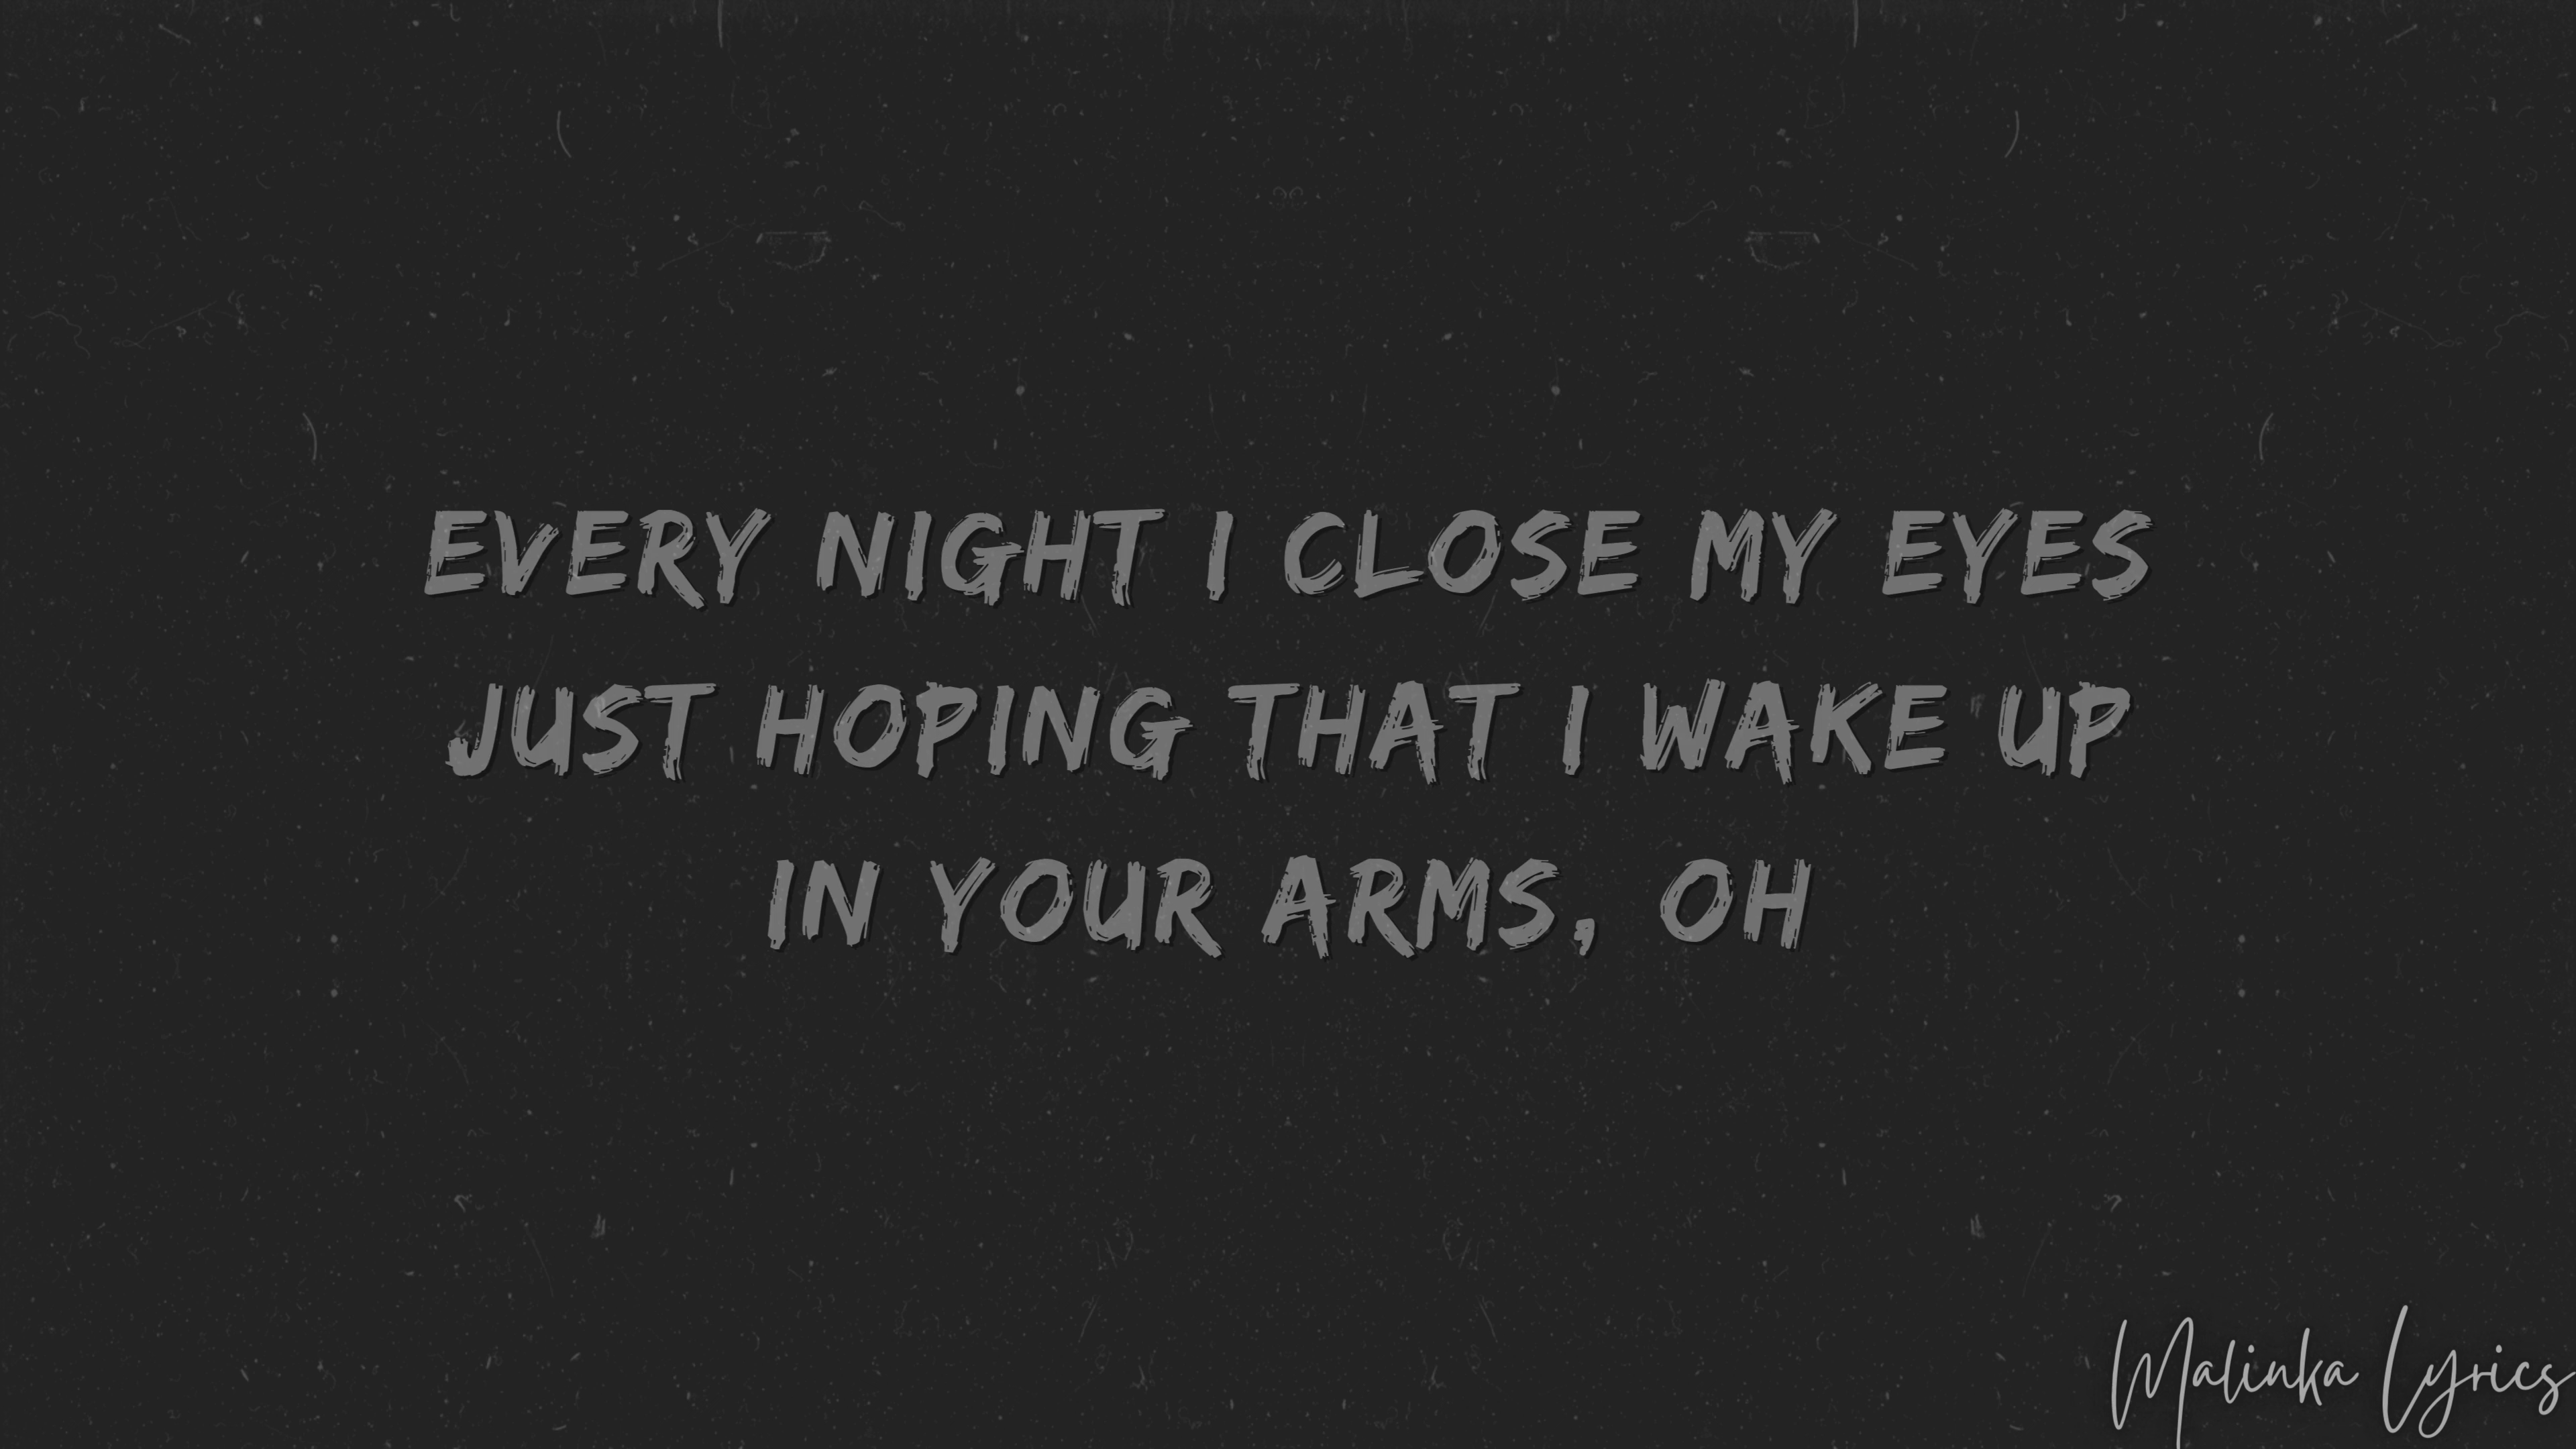 EVERY NIGHT I CLOSE MY EYES
JUST HOPING THAT I WAKE UP
IN YOUR ARMS, OH
Malinka Lyrics